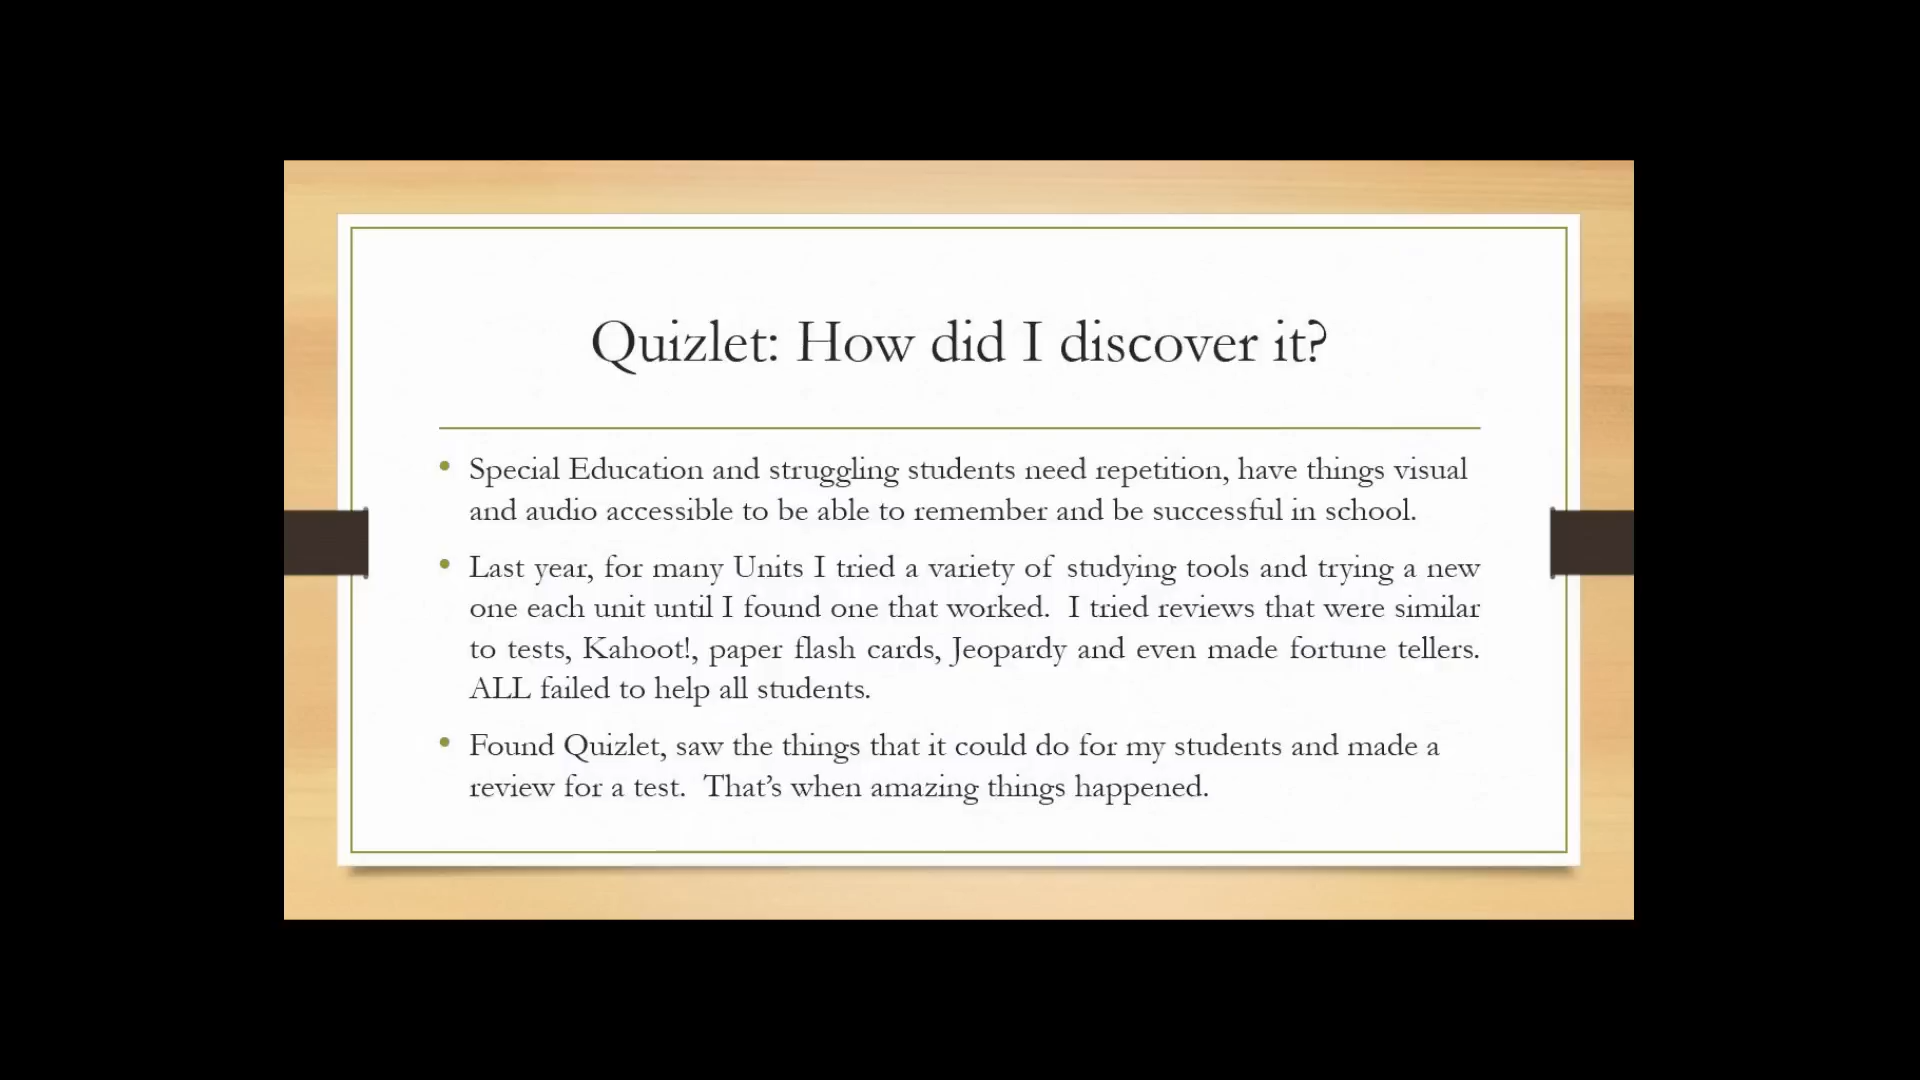 Quizlet: How did I discover it?
• Special Education and struggling students need repetition, have things visual
and audio accessible to be able to remember and be successful in school.
• Last year, for many Units I tried a variety of studying tools and trying a new
one each unit until I found one that worked.  I tried reviews that were similar
to tests, Kahoot!, paper flash cards, Jeopardy and even made fortune tellers.
ALL failed to help all students.
• Found Quizlet, saw the things that it could do for my students and made a
review for a test.  That’s when amazing things happened.